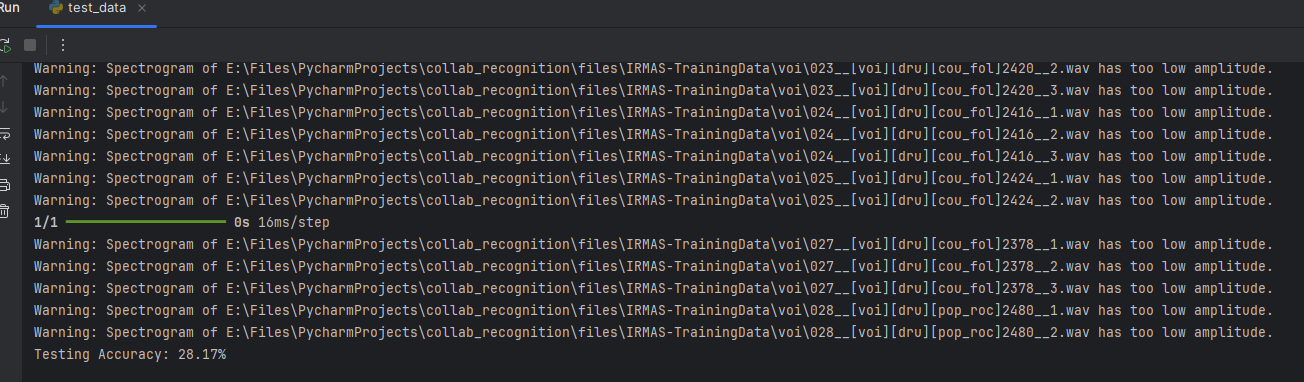 Run
test_data
Warning: Spectrogram of E:\Files\PycharmProjects\collab_recognition\files\IRMAS-TrainingData\voi\023__[voi][dru][cou_fol]2420__2.wav has too low amplitude.
Warning: Spectrogram of E:\Files\PycharmProjects\collab_recognition\files\IRMAS-TrainingData\voi\023__[voi][dru][cou_fol]2420__3.wav has too low amplitude.
Warning: Spectrogram of E:\Files\PycharmProjects\collab_recognition\files\IRMAS-TrainingData\voi\024__[voi][dru][cou_fol]2416__1.wav has too low amplitude.
Warning: Spectrogram of E:\Files\PycharmProjects\collab_recognition\files\IRMAS-TrainingData\voi\024__[voi][dru][cou_fol]2416__2.wav has too low amplitude.
Warning: Spectrogram of E:\Files\PycharmProjects\collab_recognition\files\IRMAS-TrainingData\voi\024__[voi][dru][cou_fol]2416__3.wav has too low amplitude.
Warning: Spectrogram of E:\Files\PycharmProjects\collab_recognition\files\IRMAS-TrainingData\voi\025__[voi][dru][cou_fol]2424__1.wav has too low amplitude.
Warning: Spectrogram of E:\Files\PycharmProjects\collab_recognition\files\IRMAS-TrainingData\voi\025__[voi][dru][cou_fol]2424__2.wav has too low amplitude.
1/1 ━━━━━━━━━━━━━━━━━━━━ 0s 16ms/step
Warning: Spectrogram of E:\Files\PycharmProjects\collab_recognition\files\IRMAS-TrainingData\voi\027__[voi][dru][cou_fol]2378__1.wav has too low amplitude.
Warning: Spectrogram of E:\Files\PycharmProjects\collab_recognition\files\IRMAS-TrainingData\voi\027__[voi][dru][cou_fol]2378__2.wav has too low amplitude.
Warning: Spectrogram of E:\Files\PycharmProjects\collab_recognition\files\IRMAS-TrainingData\voi\027__[voi][dru][cou_fol]2378__3.wav has too low amplitude.
Warning: Spectrogram of E:\Files\PycharmProjects\collab_recognition\files\IRMAS-TrainingData\voi\028__[voi][dru][pop_roc]2480__1.wav has too low amplitude.
Warning: Spectrogram of E:\Files\PycharmProjects\collab_recognition\files\IRMAS-TrainingData\voi\028__[voi][dru][pop_roc]2480__2.wav has too low amplitude.
Testing Accuracy: 28.17%